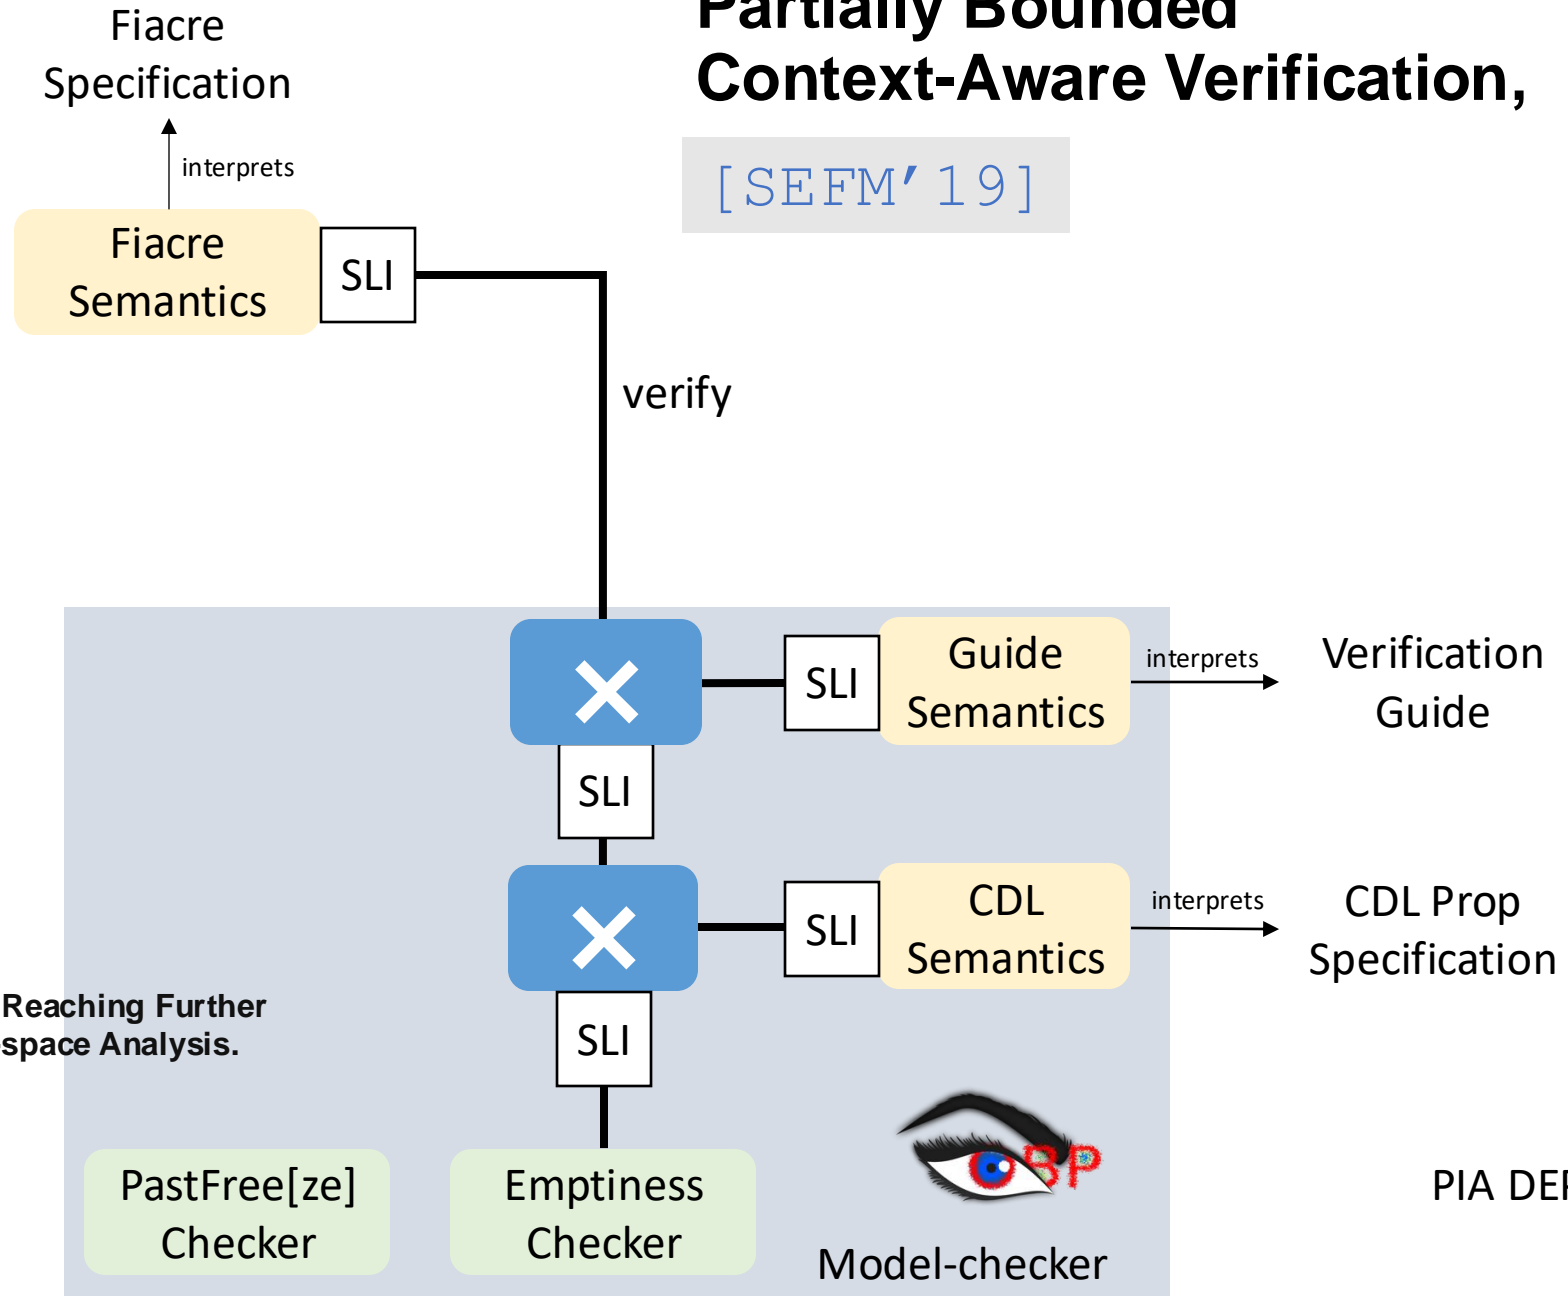 Fiacre
Specification
Partially Bounded
Context-Aware Verification,
interprets
[SEFM’19]
Fiacre
Semantics
SLI
verify
×
SLI
Guide
Semantics
interprets
Verification
Guide
SLI
×
SLI
CDL
Semantics
interprets
CDL Prop
Specification
Reaching Further
space Analysis.
SLI
BP
PastFree[ze]
Checker
Emptiness
Checker
Model-checker
PIA